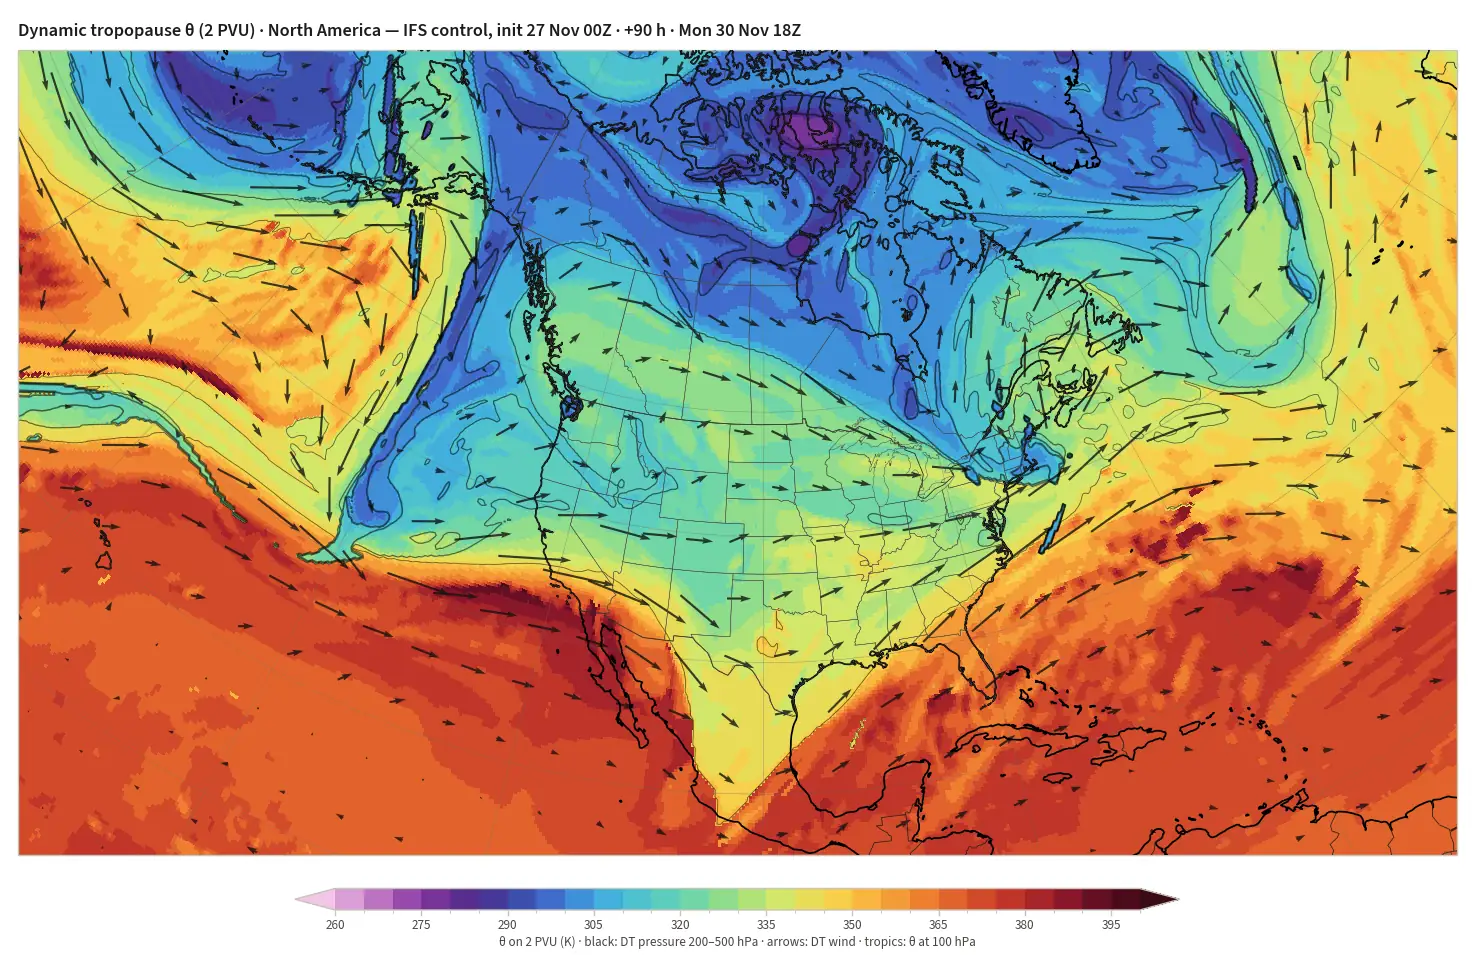 Dynamic tropopause θ (2 PVU) · North America — IFS control, init 27 Nov 00Z · +90 h · Mon 30 Nov 18Z
260 275 290 305 320 335 350 365 380 395
θ on 2 PVU (K) · black: DT pressure 200–500 hPa · arrows: DT wind · tropics: θ at 100 hPa